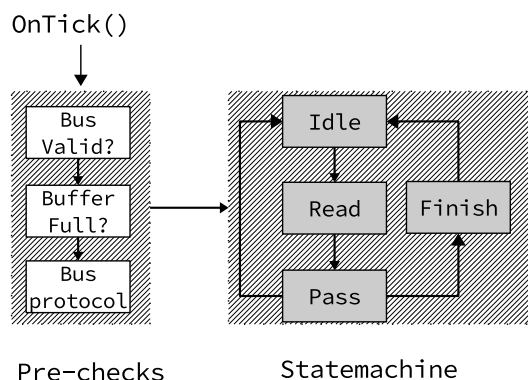 OnTick()
Bus
Valid?
Buffer
Full?
Bus
protocol
Idle
Read
Finish
Pass
Pre-checks
Statemachine